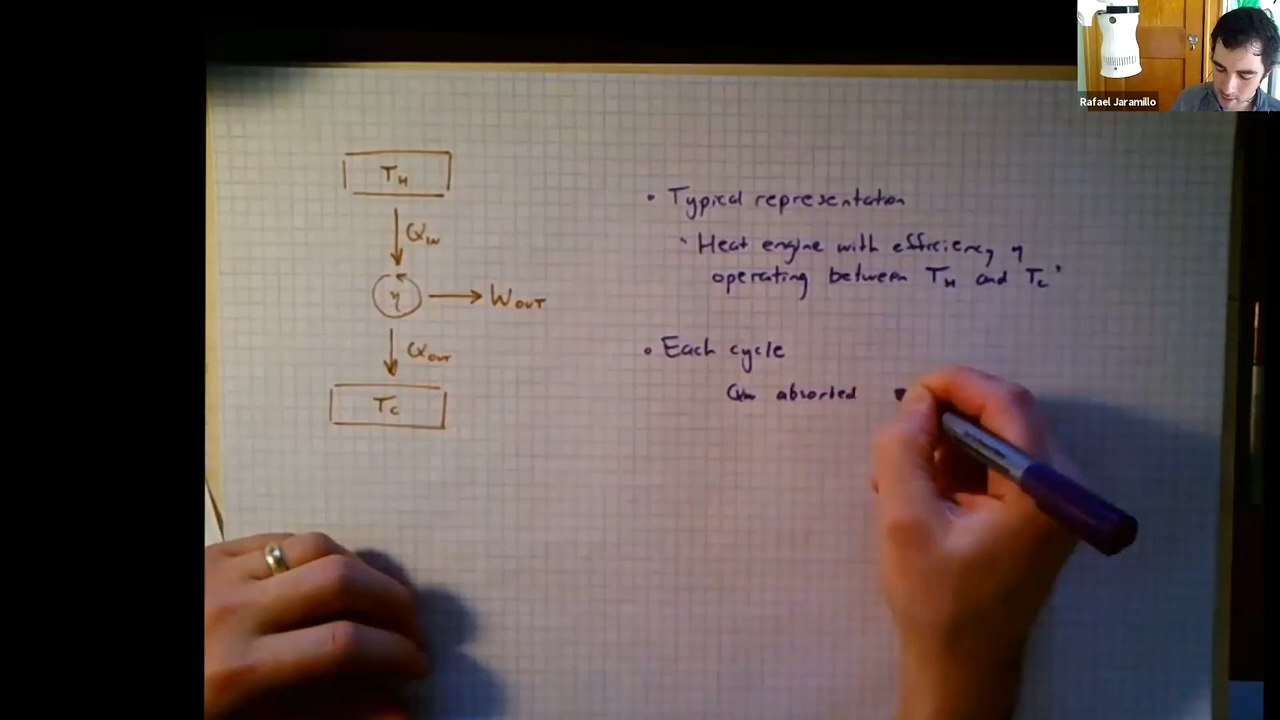 Rafael Jaramillo
T_H
Q_IN
η
W_OUT
Q_OUT
T_C
• Typical representation
" Heat engine with efficiency η
operating between T_H and T_C "
• Each cycle
Q_IN absorbed